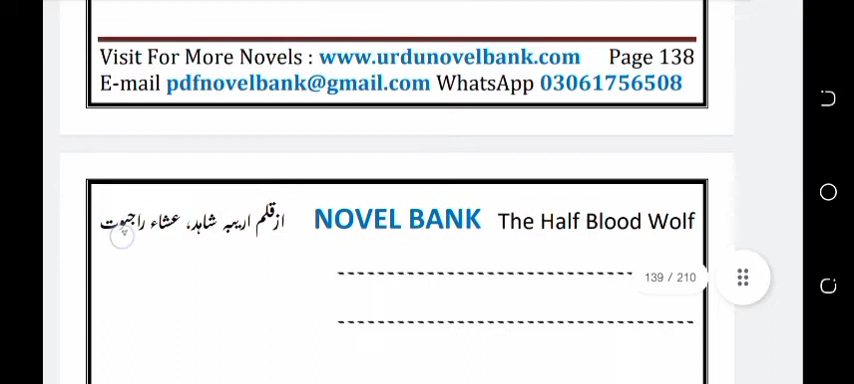 Visit For More Novels : www.urdunovelbank.com Page 138
E-mail pdfnovelbank@gmail.com WhatsApp 03061756508
ازقلم اریبہ شاہد، عشاء راجپوت NOVEL BANK The Half Blood Wolf
139 / 210